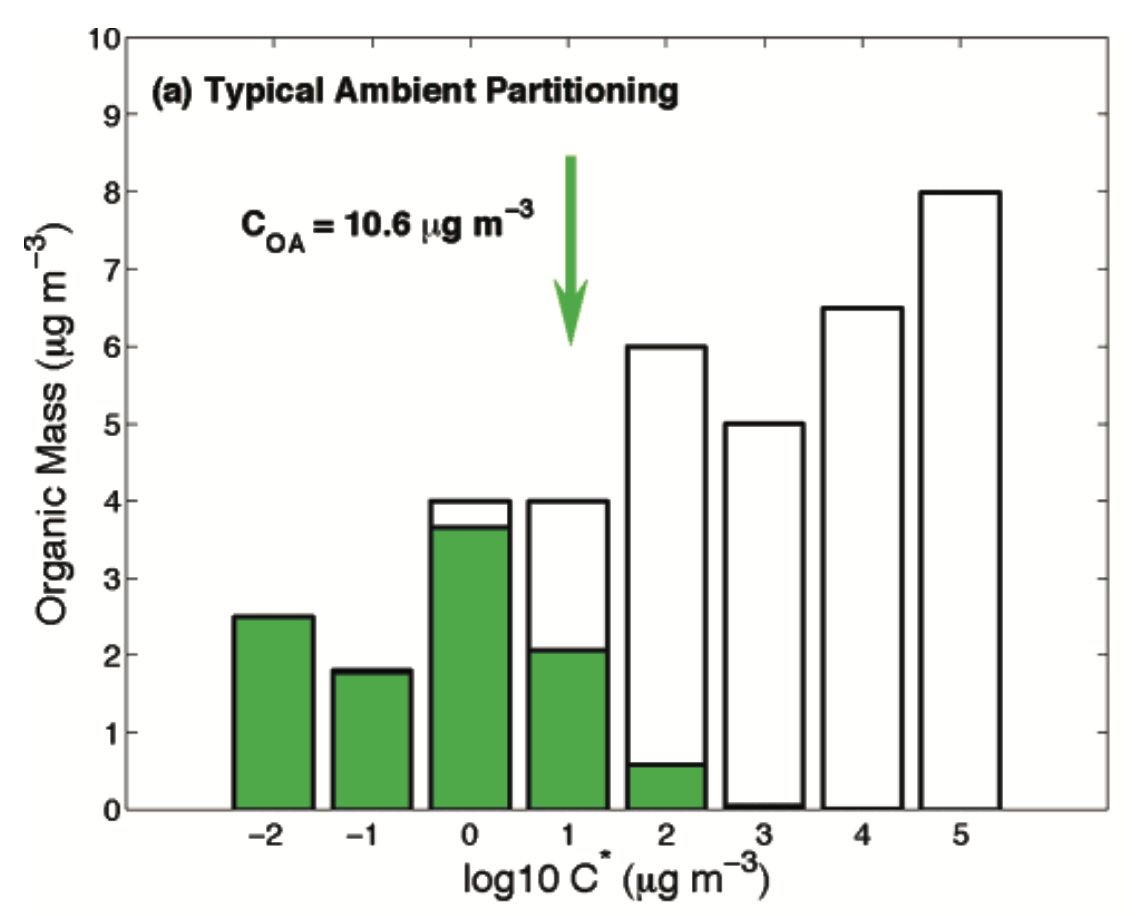 (a) Typical Ambient Partitioning
C_OA = 10.6 μg m⁻³
Organic Mass (μg m⁻³)
10
9
8
7
6
5
4
3
2
1
0
−2 −1 0 1 2 3 4 5
log10 C* (μg m⁻³)